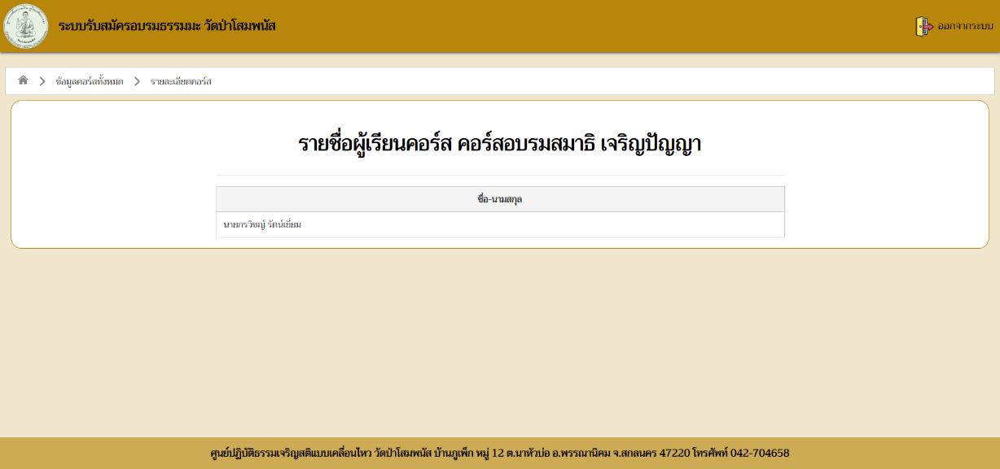 ระบบรับสมัครอบรมธรรมมะ วัดป่าโสมพนัส
ออกจากระบบ
ข้อมูลคอร์สทั้งหมด
รายละเอียดคอร์ส
รายชื่อผู้เรียนคอร์ส คอร์สอบรมสมาธิ เจริญปัญญา
ชื่อ-นามสกุล
นายกรวิชญ์ รัตน์เยี่ยม
ศูนย์ปฏิบัติธรรมเจริญสติแบบเคลื่อนไหว วัดป่าโสมพนัส บ้านภูเพ็ก หมู่ 12 ต.นาหัวบ่อ อ.พรรณานิคม จ.สกลนคร 47220 โทรศัพท์ 042-704658